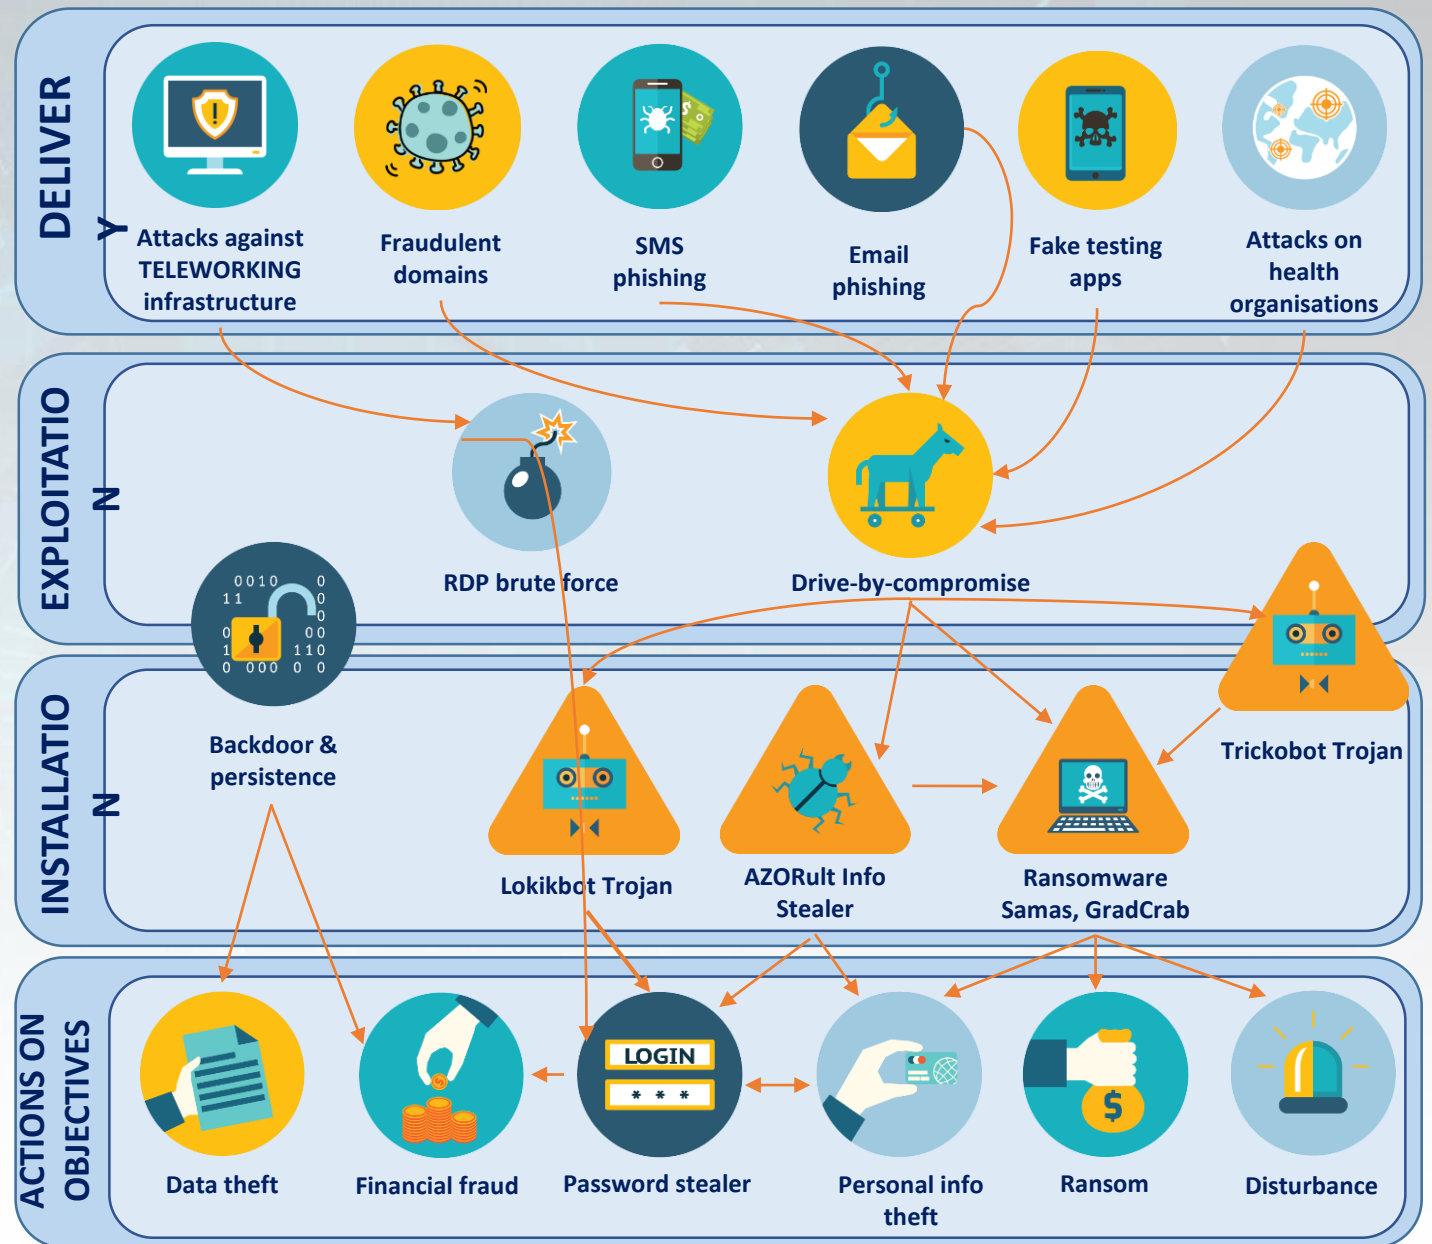 DELIVER
Y
Attacks against
TELEWORKING
infrastructure
Fraudulent
domains
SMS
phishing
Email
phishing
Fake testing
apps
Attacks on
health
organisations
EXPLOITATIO
N
RDP brute force
Drive-by-compromise
0010 0
11 0
0
0 00
1 110
0 000 0 0
INSTALLATIO
N
Backdoor &
persistence
Lokikbot Trojan
AZORult Info
Stealer
Ransomware
Samas, GradCrab
Trickobot Trojan
ACTIONS ON
OBJECTIVES
LOGIN
* * *
$
Data theft
Financial fraud
Password stealer
Personal info
theft
Ransom
Disturbance